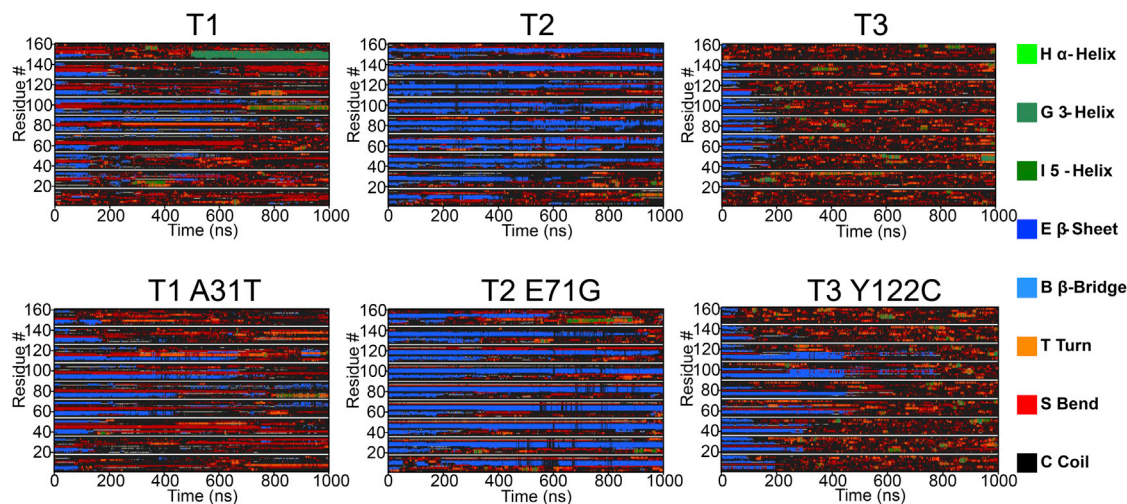 T1
T2
T3
Residue #
160
140
120
100
80
60
40
20
0 200 400 600 800 1000
Time (ns)
Residue #
160
140
120
100
80
60
40
20
0 200 400 600 800 1000
Time (ns)
Residue #
160
140
120
100
80
60
40
20
0 200 400 600 800 1000
Time (ns)
T1 A31T
T2 E71G
T3 Y122C
Residue #
160
140
120
100
80
60
40
20
0 200 400 600 800 1000
Time (ns)
Residue #
160
140
120
100
80
60
40
20
0 200 400 600 800 1000
Time (ns)
Residue #
160
140
120
100
80
60
40
20
0 200 400 600 800 1000
Time (ns)
H α-Helix
G 3-Helix
I 5 -Helix
E β-Sheet
B β-Bridge
T Turn
S Bend
C Coil